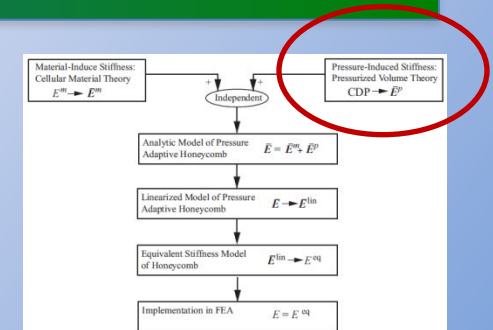 Material-Induce Stiffness:
Cellular Material Theory
E^m → Ē^m
Pressure-Induced Stiffness:
Pressurized Volume Theory
CDP → Ē^p
+
+
Independent
Analytic Model of Pressure
Adaptive Honeycomb
Ē = Ē^m + Ē^p
Linearized Model of Pressure
Adaptive Honeycomb
Ē → Ē^lin
Equivalent Stiffness Model
of Honeycomb
Ē^lin → E^eq
Implementation in FEA
E = E^eq